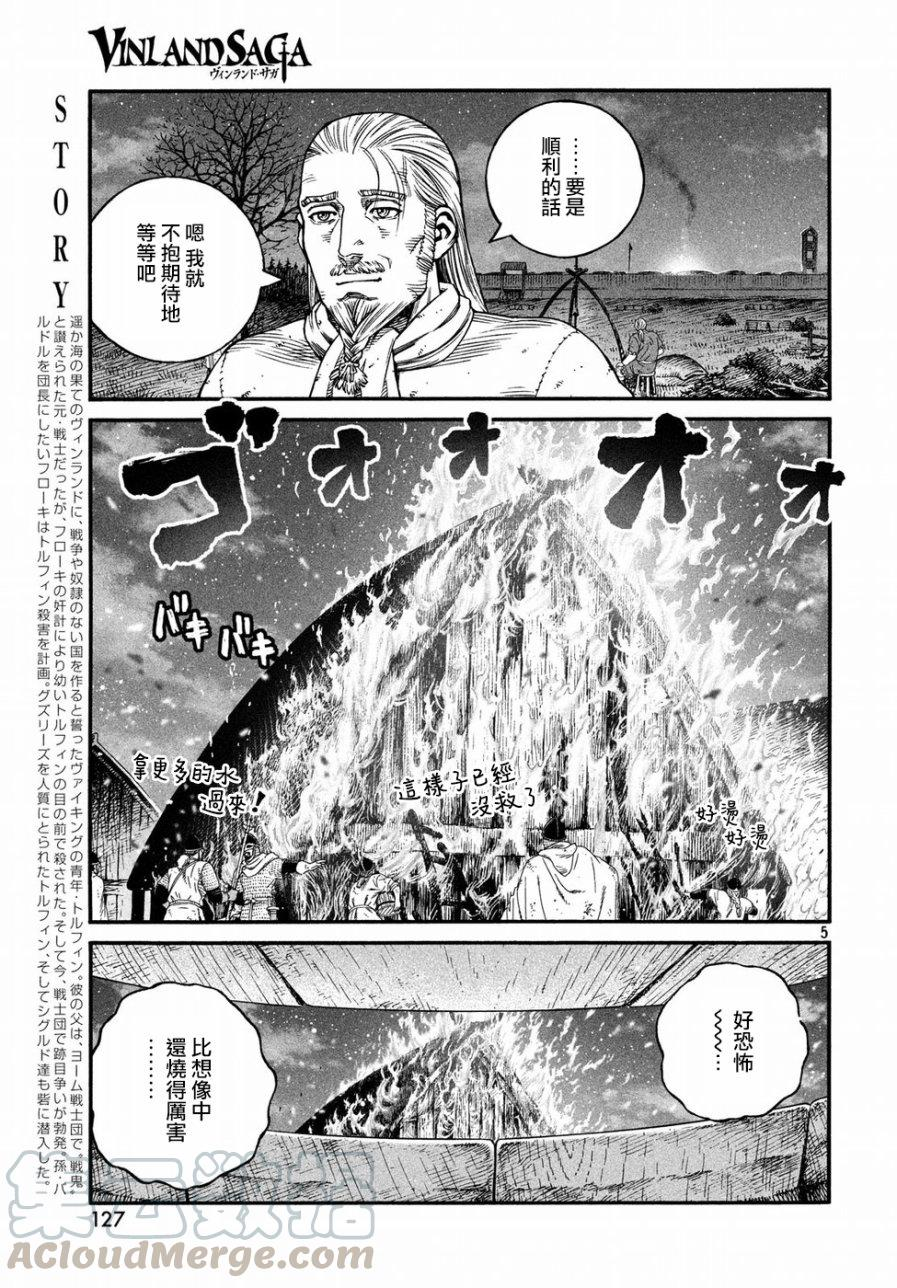 VINLAND SAGA
ヴィンランド・サガ
STORY
遥か海の果てのヴィンランドに、戦争や奴隷のない国を作ると誓ったヴァイキングの青年・トルフィン。彼の父は、ヨーム戦士団で"戦鬼"
と讃えられた元・戦士だったが、フローキの奸計により幼いトルフィンの目の前で殺された。そして今、戦士団で跡目争いが勃発。孫・バ
ルドルを団長にしたいフローキはトルフィン殺害を計画。グズリーズを人質にとられたトルフィン、そしてシグルド達も砦に潜入した。
……要是
順利的話
嗯 我就
不抱期待地
等等吧
ゴオオオオ
バキ
バキ
拿更多的水
過來！
這樣子已經
沒救了
好燙
好燙
5
好恐怖
~~~~
比想像中
還燒得厲害
………
127
集云数据
ACloudMerge.com